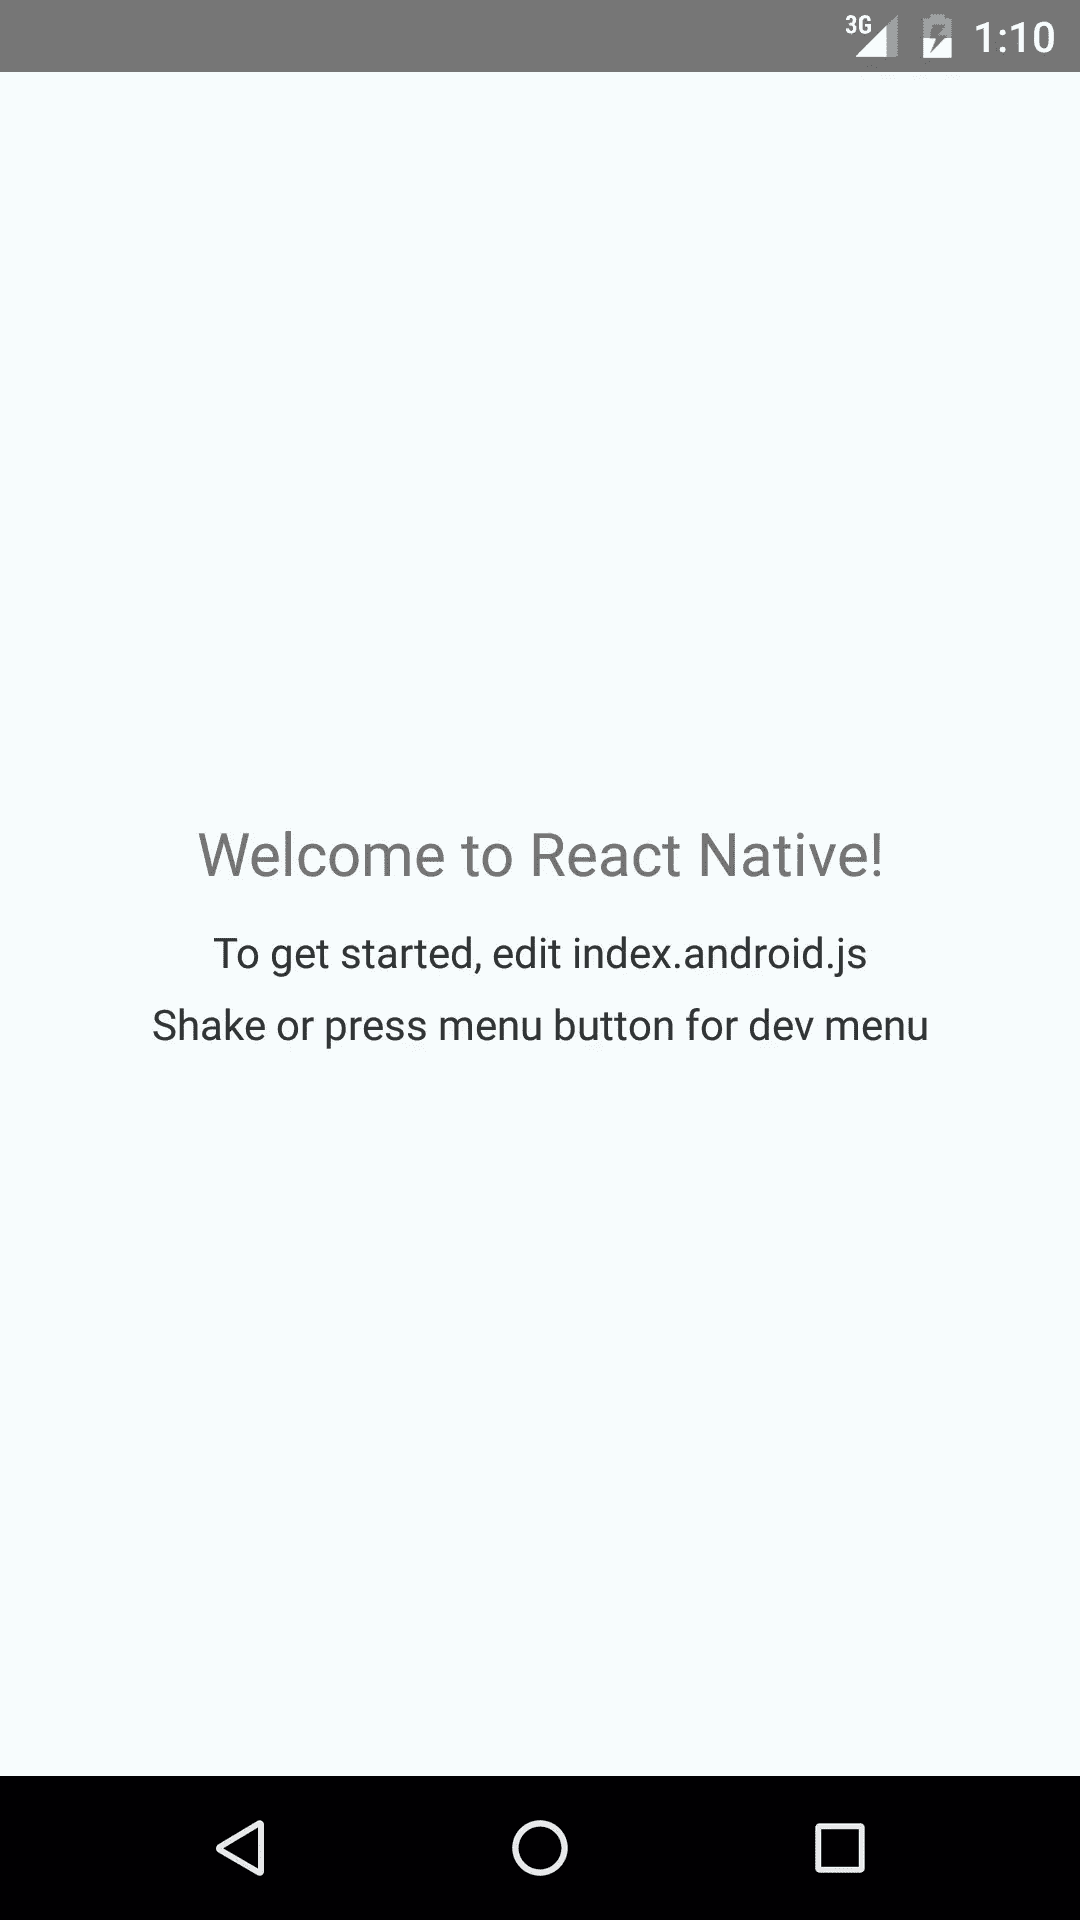 3G 1:10
Welcome to React Native!
To get started, edit index.android.js
Shake or press menu button for dev menu